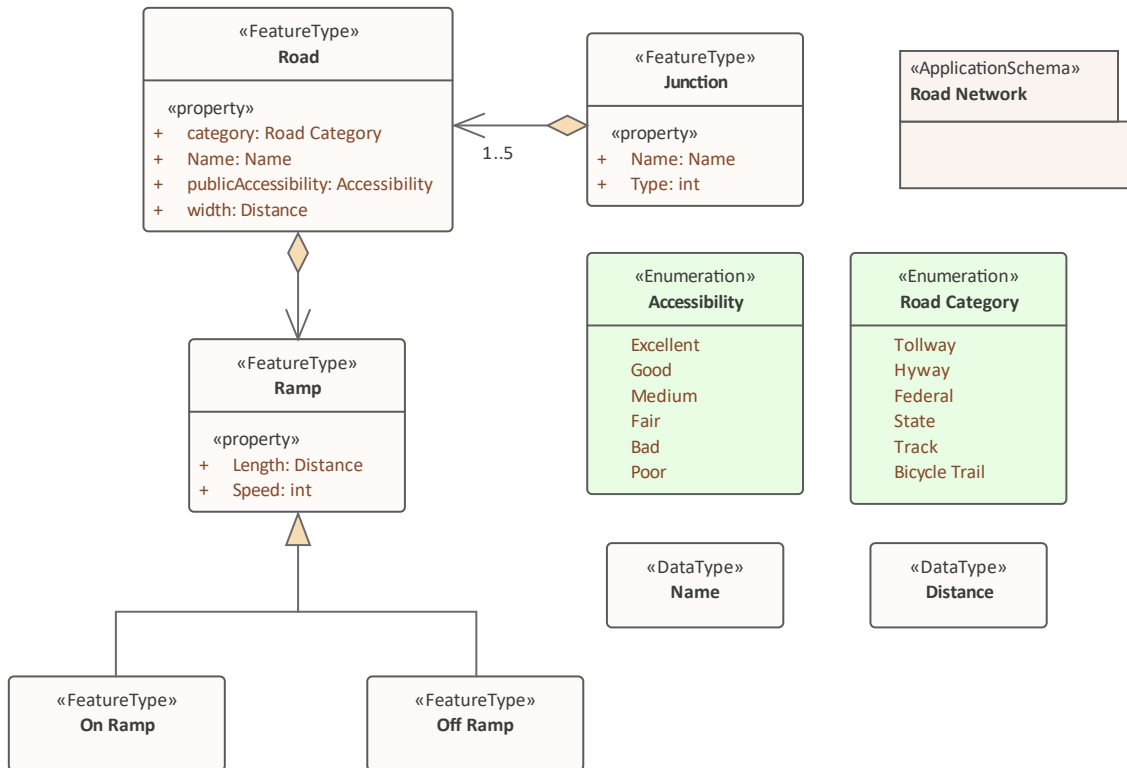 «FeatureType»
Road
«property»
+ category: Road Category
+ Name: Name
+ publicAccessibility: Accessibility
+ width: Distance
1..5
«FeatureType»
Junction
«property»
+ Name: Name
+ Type: int
«ApplicationSchema»
Road Network
«FeatureType»
Ramp
«property»
+ Length: Distance
+ Speed: int
«Enumeration»
Accessibility
Excellent
Good
Medium
Fair
Bad
Poor
«Enumeration»
Road Category
Tollway
Hyway
Federal
State
Track
Bicycle Trail
«DataType»
Name
«DataType»
Distance
«FeatureType»
On Ramp
«FeatureType»
Off Ramp